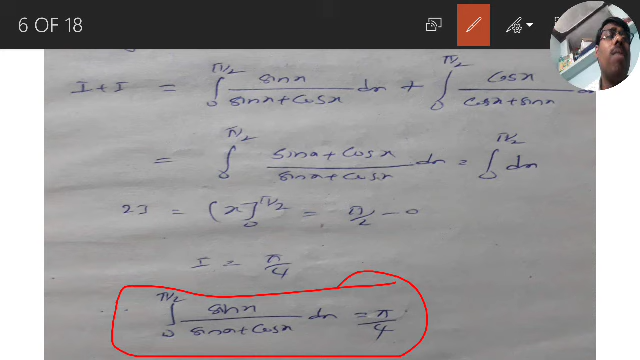 6 OF 18
I + I = ∫₀^{π/2} sinx / (sinx + cosx) dx + ∫₀^{π/2} cosx / (cosx + sinx)
= ∫₀^{π/2} (sinx + cosx) / (sinx + cosx) dx = ∫₀^{π/2} dx
2I = (x]₀^{π/2} = π/2 − 0
I = π/4
∫₀^{π/2} sinx / (sinx + cosx) dx = π/4